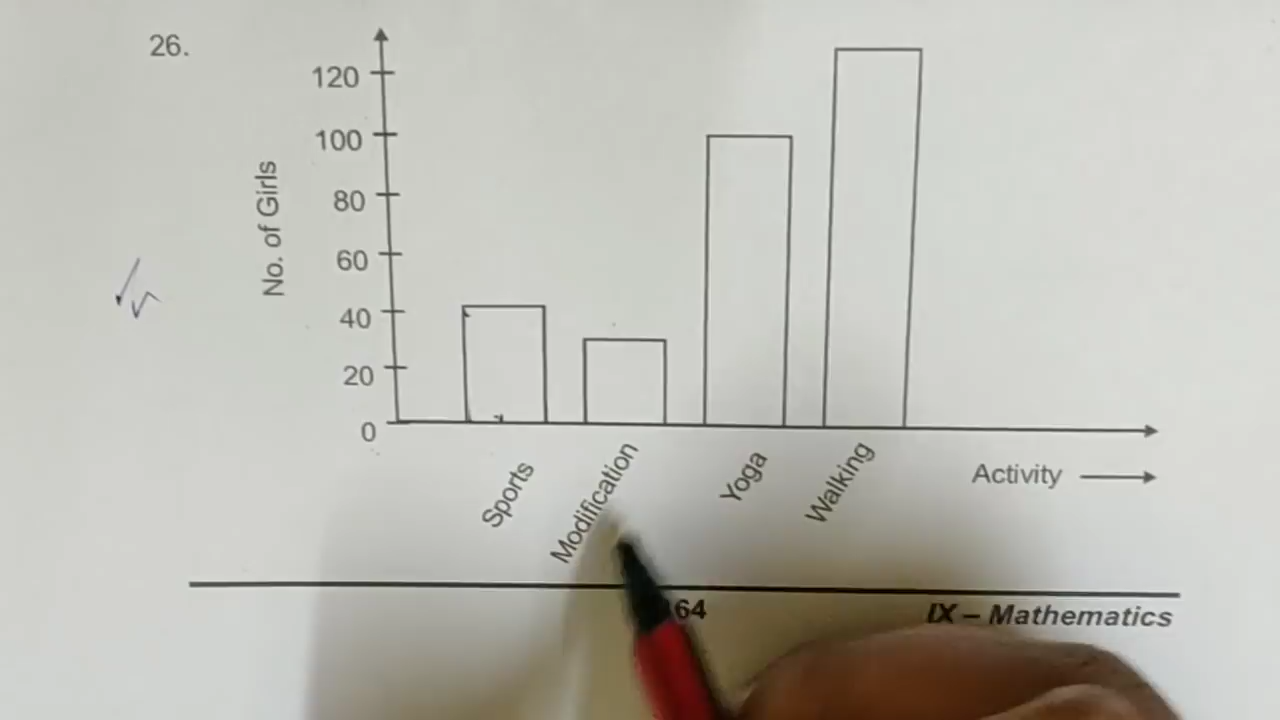 26.
No. of Girls
120
100
80
60
40
20
0
Sports
Modification
Yoga
Walking
Activity
64
IX – Mathematics